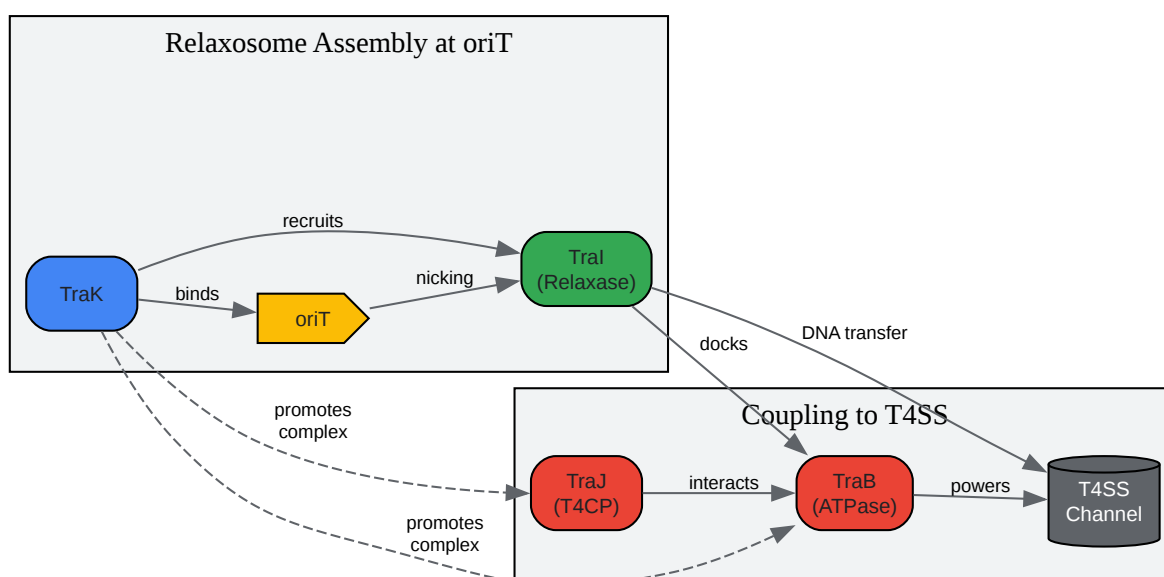 Relaxosome Assembly at oriT
recruits
TraI
(Relaxase)
nicking
TraK
binds
oriT
docks
DNA transfer
promotes
complex
Coupling to T4SS
TraJ
(T4CP)
interacts
TraB
(ATPase)
powers
T4SS
Channel
promotes
complex